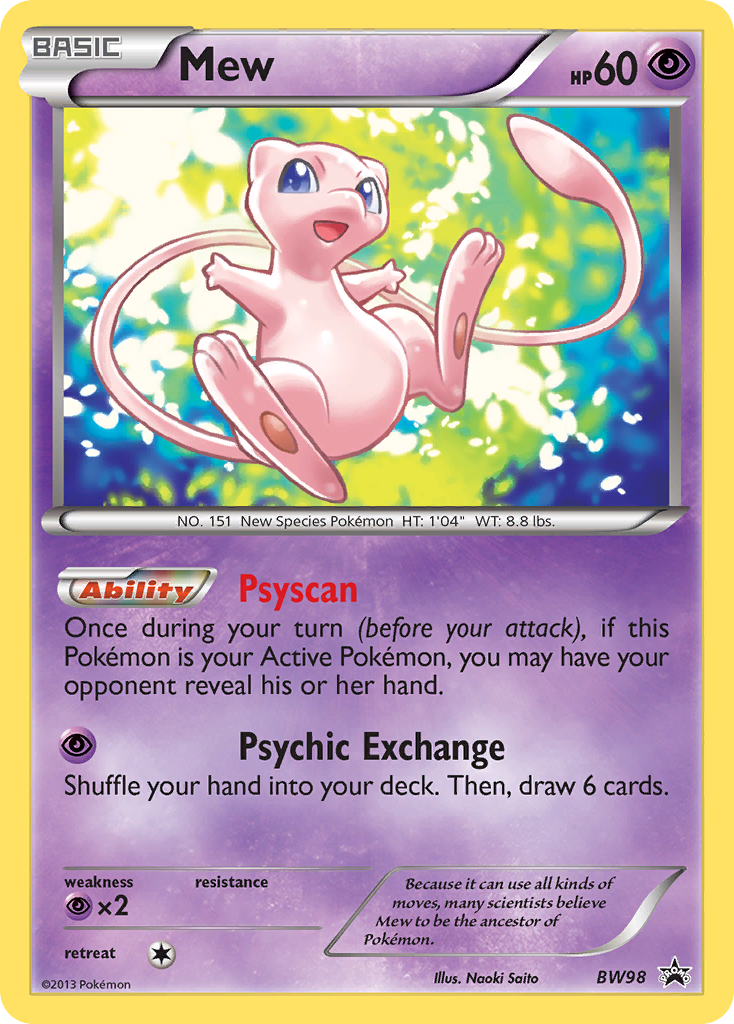 BASIC
Mew
HP60
NO. 151 New Species Pokémon HT: 1'04" WT: 8.8 lbs.
Ability Psyscan
Once during your turn (before your attack), if this
Pokémon is your Active Pokémon, you may have your
opponent reveal his or her hand.
Psychic Exchange
Shuffle your hand into your deck. Then, draw 6 cards.
weakness resistance
×2
retreat
Because it can use all kinds of
moves, many scientists believe
Mew to be the ancestor of
Pokémon.
©2013 Pokémon
Illus. Naoki Saito
BW98
PROMO